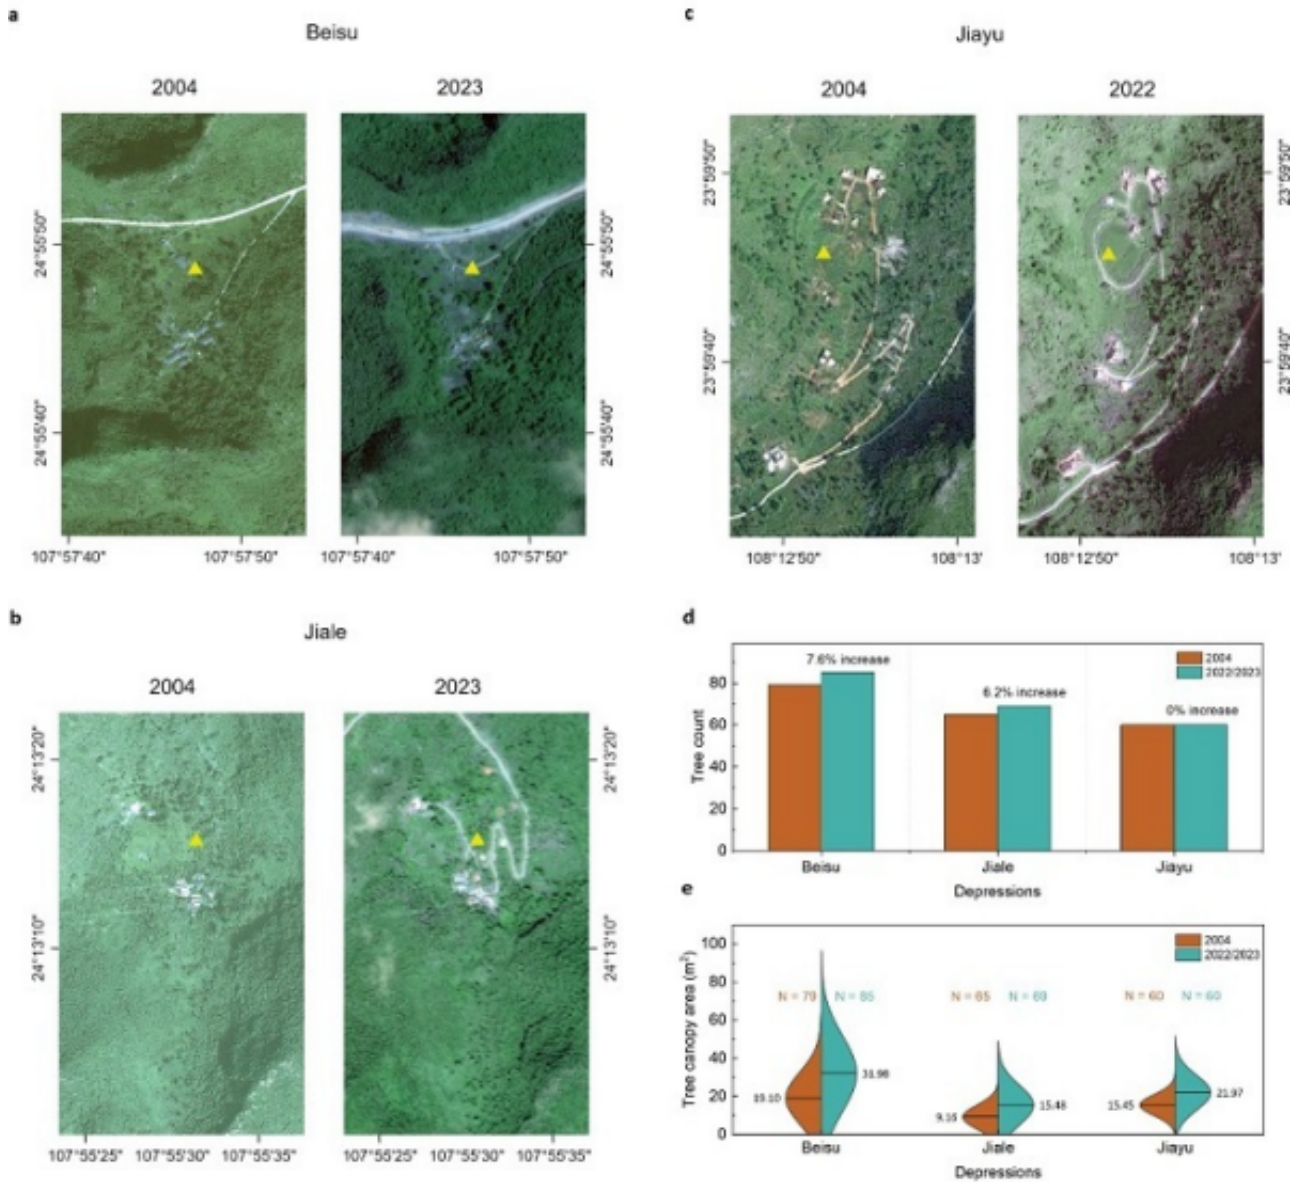 a
Beisu
2004
2023
24°55'50"
24°55'40"
24°55'50"
24°55'40"
107°57'40"
107°57'50"
107°57'40"
107°57'50"
c
Jiayu
2004
2022
23°59'50"
23°59'40"
23°59'50"
23°59'40"
108°12'50"
108°13'
108°12'50"
108°13'
b
Jiale
2004
2023
24°13'20"
24°13'10"
24°13'20"
24°13'10"
107°55'25"
107°55'30"
107°55'35"
107°55'25"
107°55'30"
107°55'35"
d
7.6% increase
6.2% increase
0% increase
2004
2022/2023
Tree count
80
60
40
20
0
Beisu
Jiale
Jiayu
Depressions
e
2004
2022/2023
Tree canopy area (m²)
100
80
60
40
20
0
N = 79
N = 85
N = 65
N = 69
N = 60
N = 60
19.10
9.16
15.48
15.45
21.97
Beisu
Jiale
Jiayu
Depressions